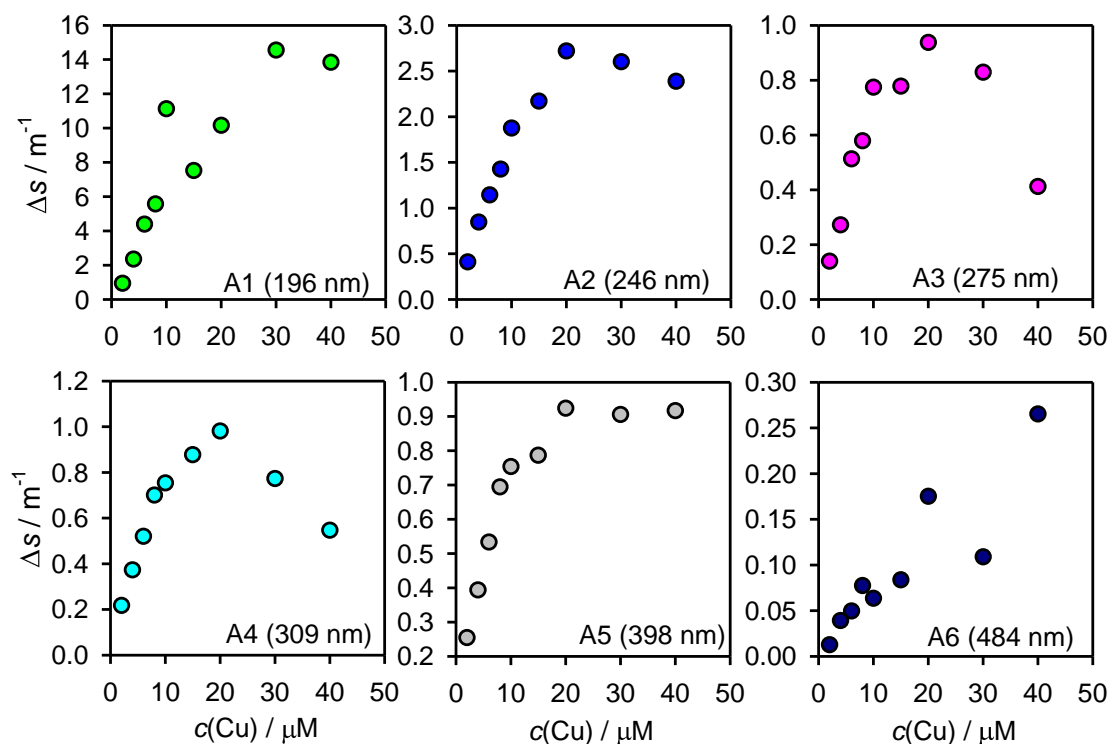 16
14
12
10
8
6
4
2
0
Δs / m⁻¹
0 10 20 30 40 50
A1 (196 nm)
3.0
2.5
2.0
1.5
1.0
0.5
0.0
0 10 20 30 40 50
A2 (246 nm)
1.0
0.8
0.6
0.4
0.2
0.0
0 10 20 30 40 50
A3 (275 nm)
1.2
1.0
0.8
0.6
0.4
0.2
0.0
Δs / m⁻¹
A4 (309 nm)
0 10 20 30 40 50
c(Cu) / μM
1.0
0.9
0.8
0.7
0.6
0.5
0.4
0.3
0.2
A5 (398 nm)
0 10 20 30 40 50
c(Cu) / μM
0.30
0.25
0.20
0.15
0.10
0.05
0.00
A6 (484 nm)
0 10 20 30 40 50
c(Cu) / μM